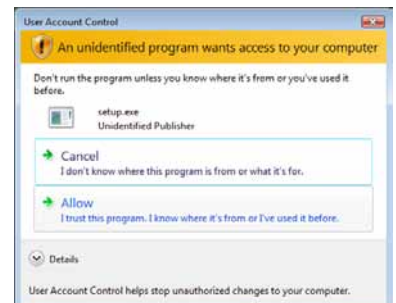 User Account Control
An unidentified program wants access to your computer
Don't run the program unless you know where it's from or you've used it
before.
setup.exe
Unidentified Publisher
Cancel
I don't know where this program is from or what it's for.
Allow
I trust this program. I know where it's from or I've used it before.
Details
User Account Control helps stop unauthorized changes to your computer.